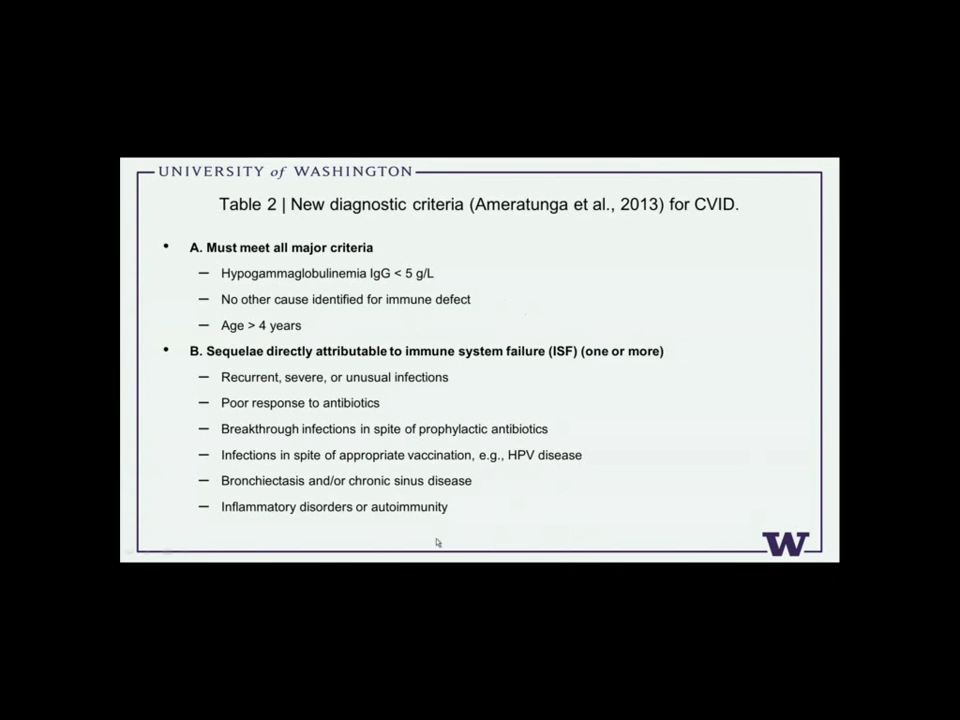 UNIVERSITY of WASHINGTON
Table 2 | New diagnostic criteria (Ameratunga et al., 2013) for CVID.
• A. Must meet all major criteria
– Hypogammaglobulinemia IgG < 5 g/L
– No other cause identified for immune defect
– Age > 4 years
• B. Sequelae directly attributable to immune system failure (ISF) (one or more)
– Recurrent, severe, or unusual infections
– Poor response to antibiotics
– Breakthrough infections in spite of prophylactic antibiotics
– Infections in spite of appropriate vaccination, e.g., HPV disease
– Bronchiectasis and/or chronic sinus disease
– Inflammatory disorders or autoimmunity
W